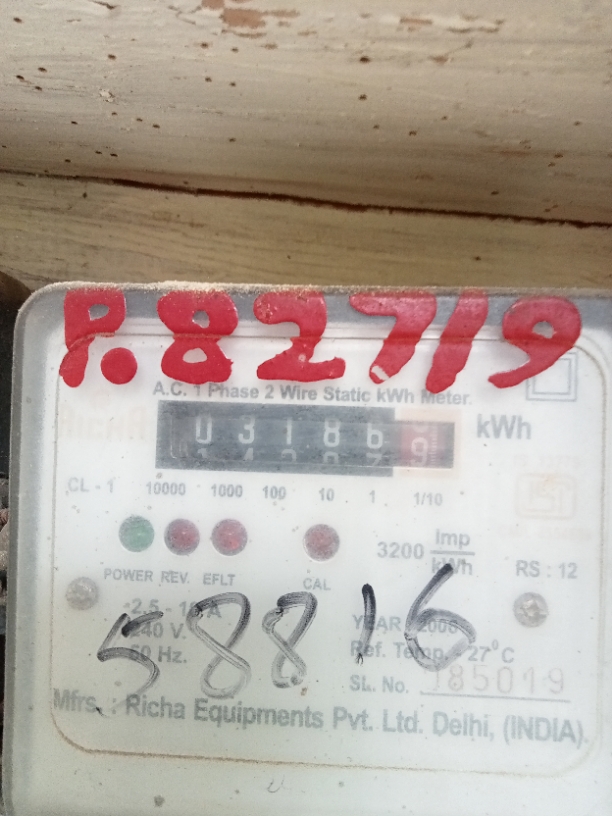 P.82719
A.C. 1 Phase 2 Wire Static kWh Meter.
03186 9 kWh
CL - 1 10000 1000 100 10 1 1/10
3200 Imp/kWh
POWER REV. EFLT CAL RS : 12
2.5 - 10 A
240 V. YEAR 2006
50 Hz. Ref. Temp. 27°C
58816
SL. No. 185019
Mfrs. : Richa Equipments Pvt. Ltd. Delhi, (INDIA).